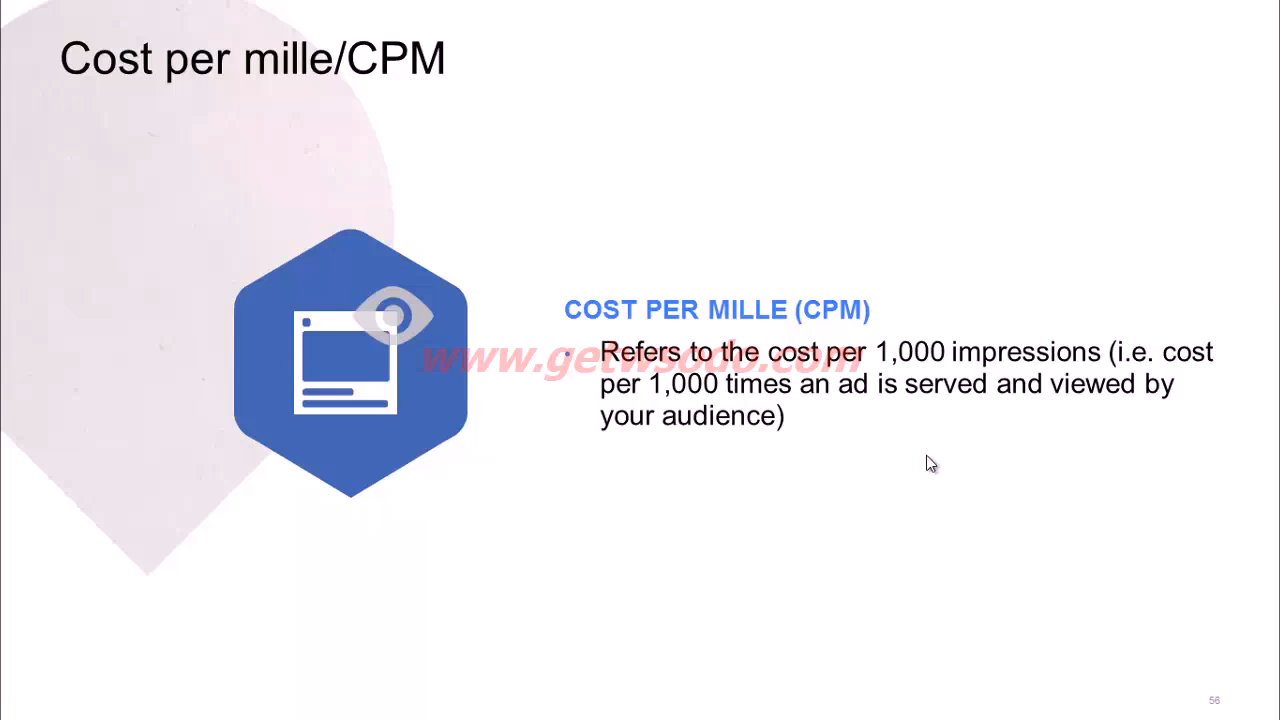 Cost per mille/CPM
COST PER MILLE (CPM)
www.getwsodo.com
• Refers to the cost per 1,000 impressions (i.e. cost
per 1,000 times an ad is served and viewed by
your audience)
56